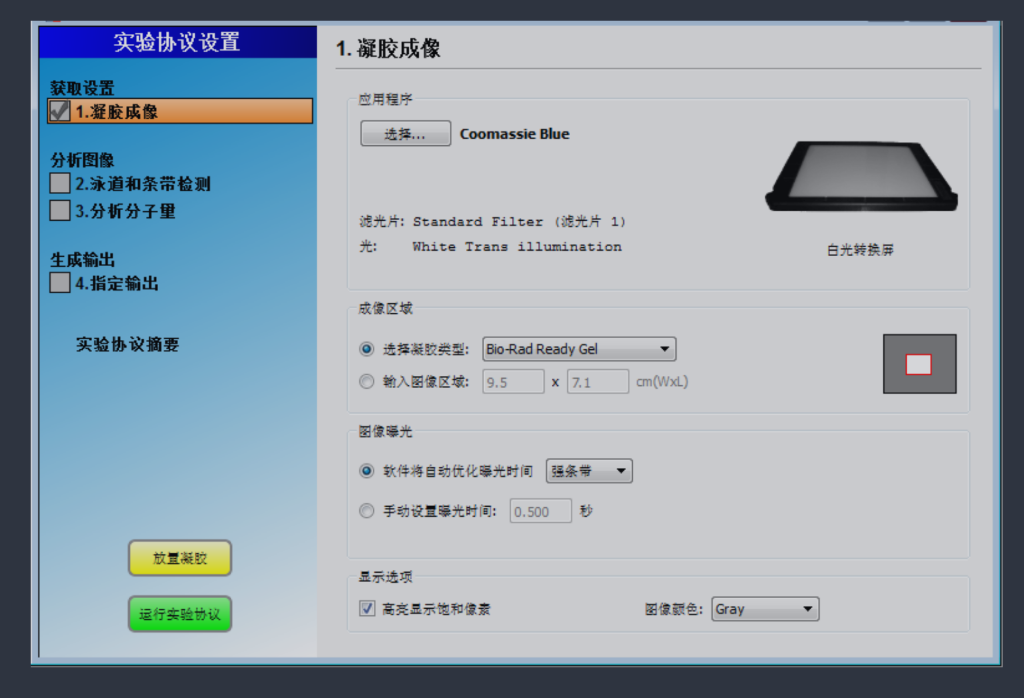 实验协议设置
获取设置
1.凝胶成像
分析图像
2.泳道和条带检测
3.分析分子量
生成输出
4.指定输出
实验协议摘要
放置凝胶
运行实验协议
1. 凝胶成像
应用程序
选择... Coomassie Blue
滤光片: Standard Filter (滤光片 1)
光: White Trans illumination
白光转换屏
成像区域
选择凝胶类型: Bio-Rad Ready Gel
输入图像区域: 9.5 x 7.1 cm(WxL)
图像曝光
软件将自动优化曝光时间 强条带
手动设置曝光时间: 0.500 秒
显示选项
高亮显示饱和像素 图像颜色: Gray